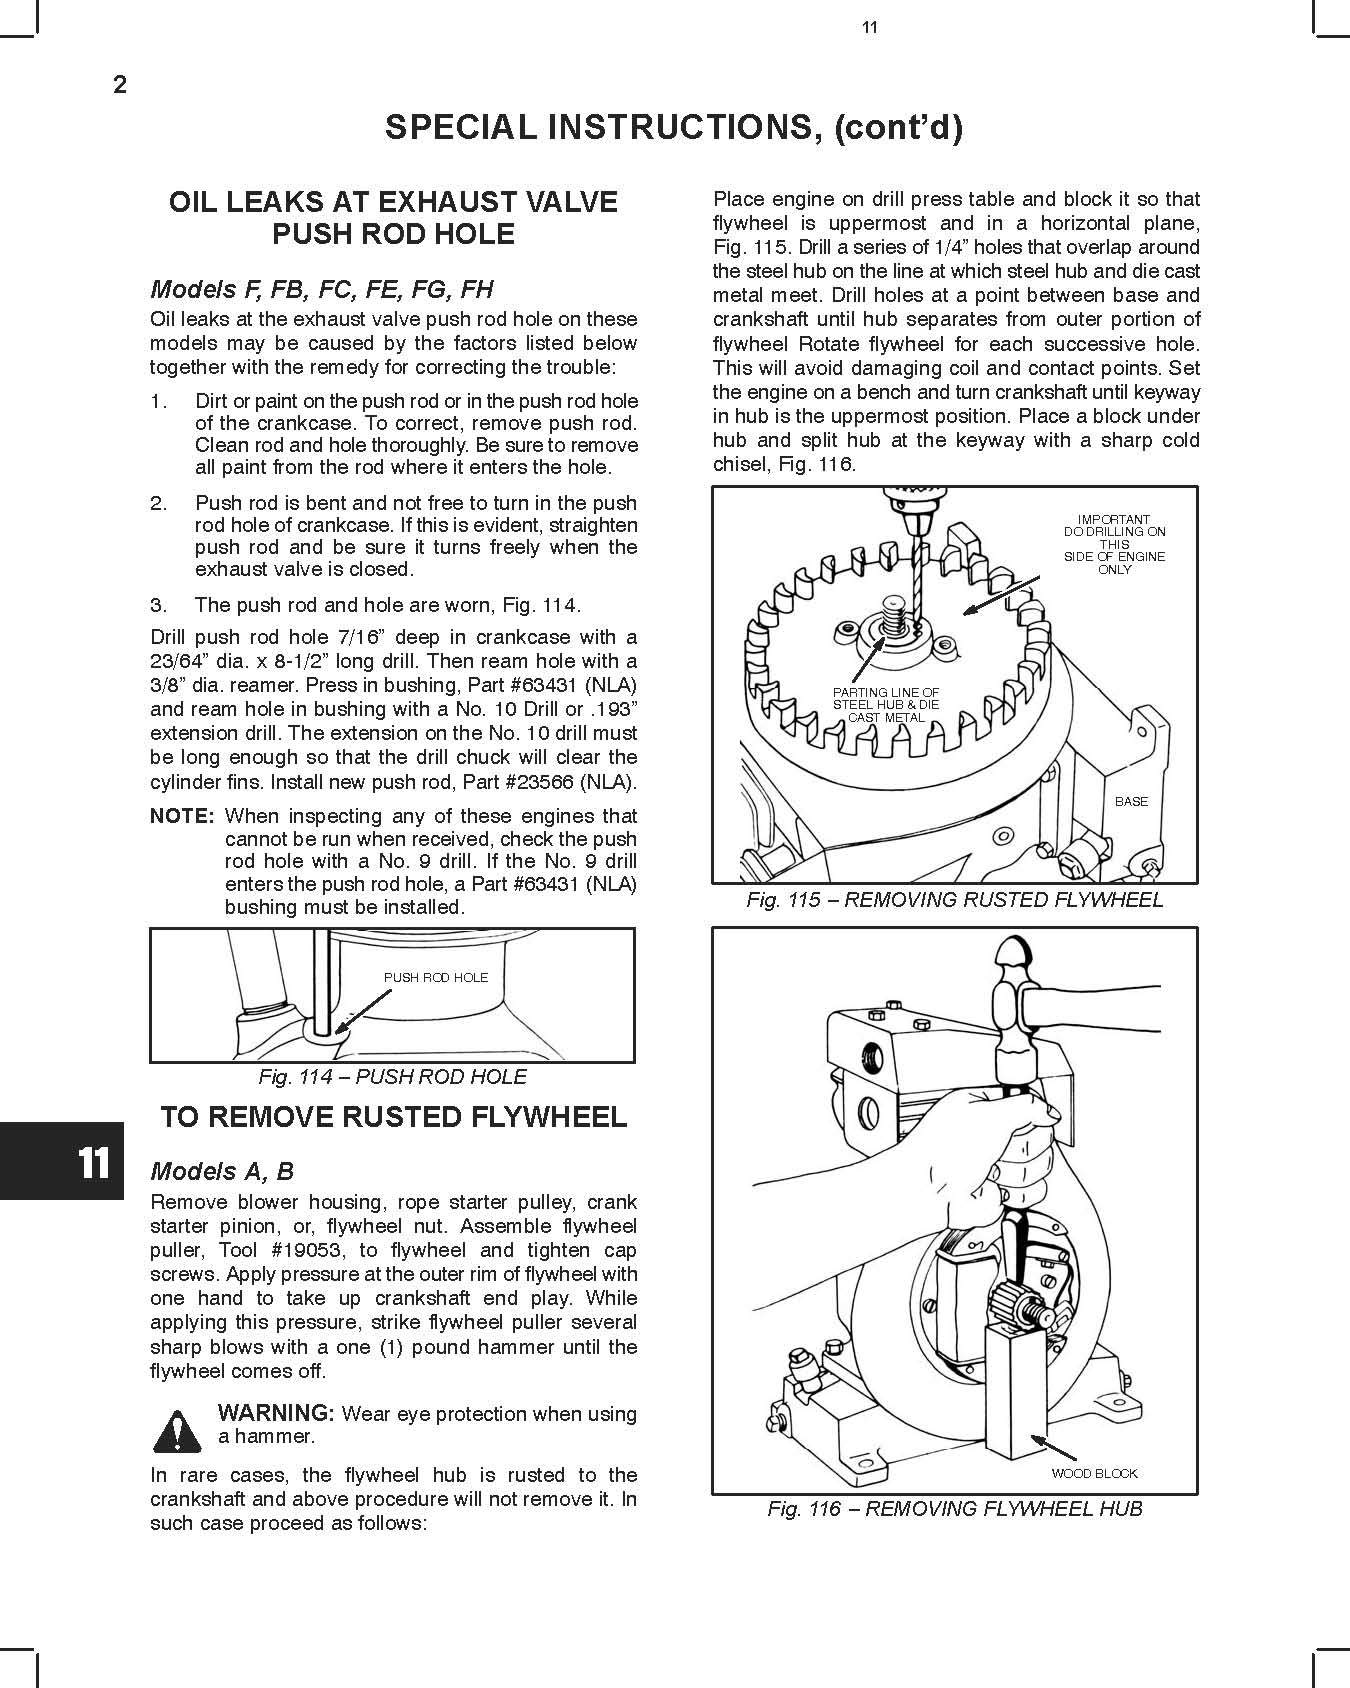 11
2
SPECIAL INSTRUCTIONS, (cont’d)
OIL LEAKS AT EXHAUST VALVE
PUSH ROD HOLE
Models F, FB, FC, FE, FG, FH
Oil leaks at the exhaust valve push rod hole on these
models may be caused by the factors listed below
together with the remedy for correcting the trouble:
1. Dirt or paint on the push rod or in the push rod hole
of the crankcase. To correct, remove push rod.
Clean rod and hole thoroughly. Be sure to remove
all paint from the rod where it enters the hole.
2. Push rod is bent and not free to turn in the push
rod hole of crankcase. If this is evident, straighten
push rod and be sure it turns freely when the
exhaust valve is closed.
3. The push rod and hole are worn, Fig. 114.
Drill push rod hole 7/16” deep in crankcase with a
23/64” dia. x 8-1/2” long drill. Then ream hole with a
3/8” dia. reamer. Press in bushing, Part #63431 (NLA)
and ream hole in bushing with a No. 10 Drill or .193”
extension drill. The extension on the No. 10 drill must
be long enough so that the drill chuck will clear the
cylinder fins. Install new push rod, Part #23566 (NLA).
NOTE: When inspecting any of these engines that
cannot be run when received, check the push
rod hole with a No. 9 drill. If the No. 9 drill
enters the push rod hole, a Part #63431 (NLA)
bushing must be installed.
PUSH ROD HOLE
Fig. 114 – PUSH ROD HOLE
TO REMOVE RUSTED FLYWHEEL
11
Models A, B
Remove blower housing, rope starter pulley, crank
starter pinion, or, flywheel nut. Assemble flywheel
puller, Tool #19053, to flywheel and tighten cap
screws. Apply pressure at the outer rim of flywheel with
one hand to take up crankshaft end play. While
applying this pressure, strike flywheel puller several
sharp blows with a one (1) pound hammer until the
flywheel comes off.
WARNING: Wear eye protection when using
a hammer.
In rare cases, the flywheel hub is rusted to the
crankshaft and above procedure will not remove it. In
such case proceed as follows:
Place engine on drill press table and block it so that
flywheel is uppermost and in a horizontal plane,
Fig. 115. Drill a series of 1/4” holes that overlap around
the steel hub on the line at which steel hub and die cast
metal meet. Drill holes at a point between base and
crankshaft until hub separates from outer portion of
flywheel Rotate flywheel for each successive hole.
This will avoid damaging coil and contact points. Set
the engine on a bench and turn crankshaft until keyway
in hub is the uppermost position. Place a block under
hub and split hub at the keyway with a sharp cold
chisel, Fig. 116.
IMPORTANT
DO DRILLING ON
THIS
SIDE OF ENGINE
ONLY
PARTING LINE OF
STEEL HUB & DIE
CAST METAL
BASE
Fig. 115 – REMOVING RUSTED FLYWHEEL
WOOD BLOCK
Fig. 116 – REMOVING FLYWHEEL HUB